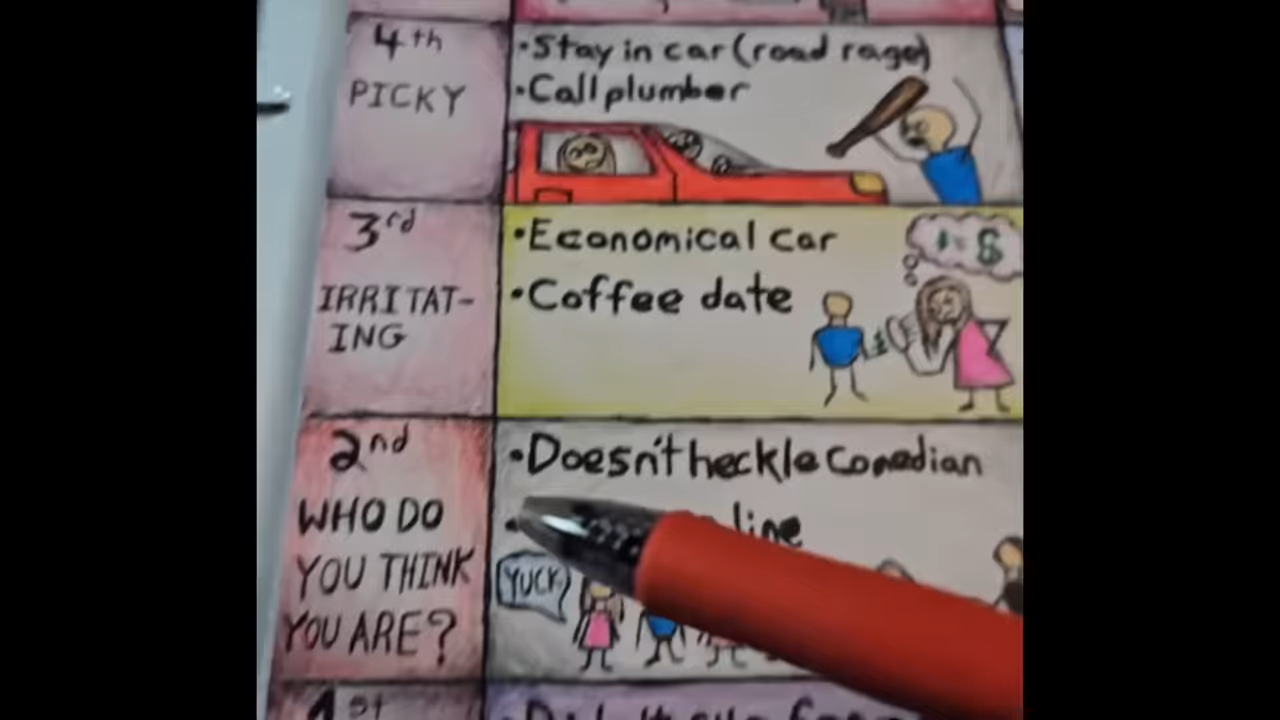 4th
PICKY
•Stay in car (road rage)
•Call plumber
3rd
IRRITAT-
ING
•Economical car
•Coffee date
2nd
WHO DO
YOU THINK
YOU ARE?
•Doesn't heckle comedian
line
YUCK
1st